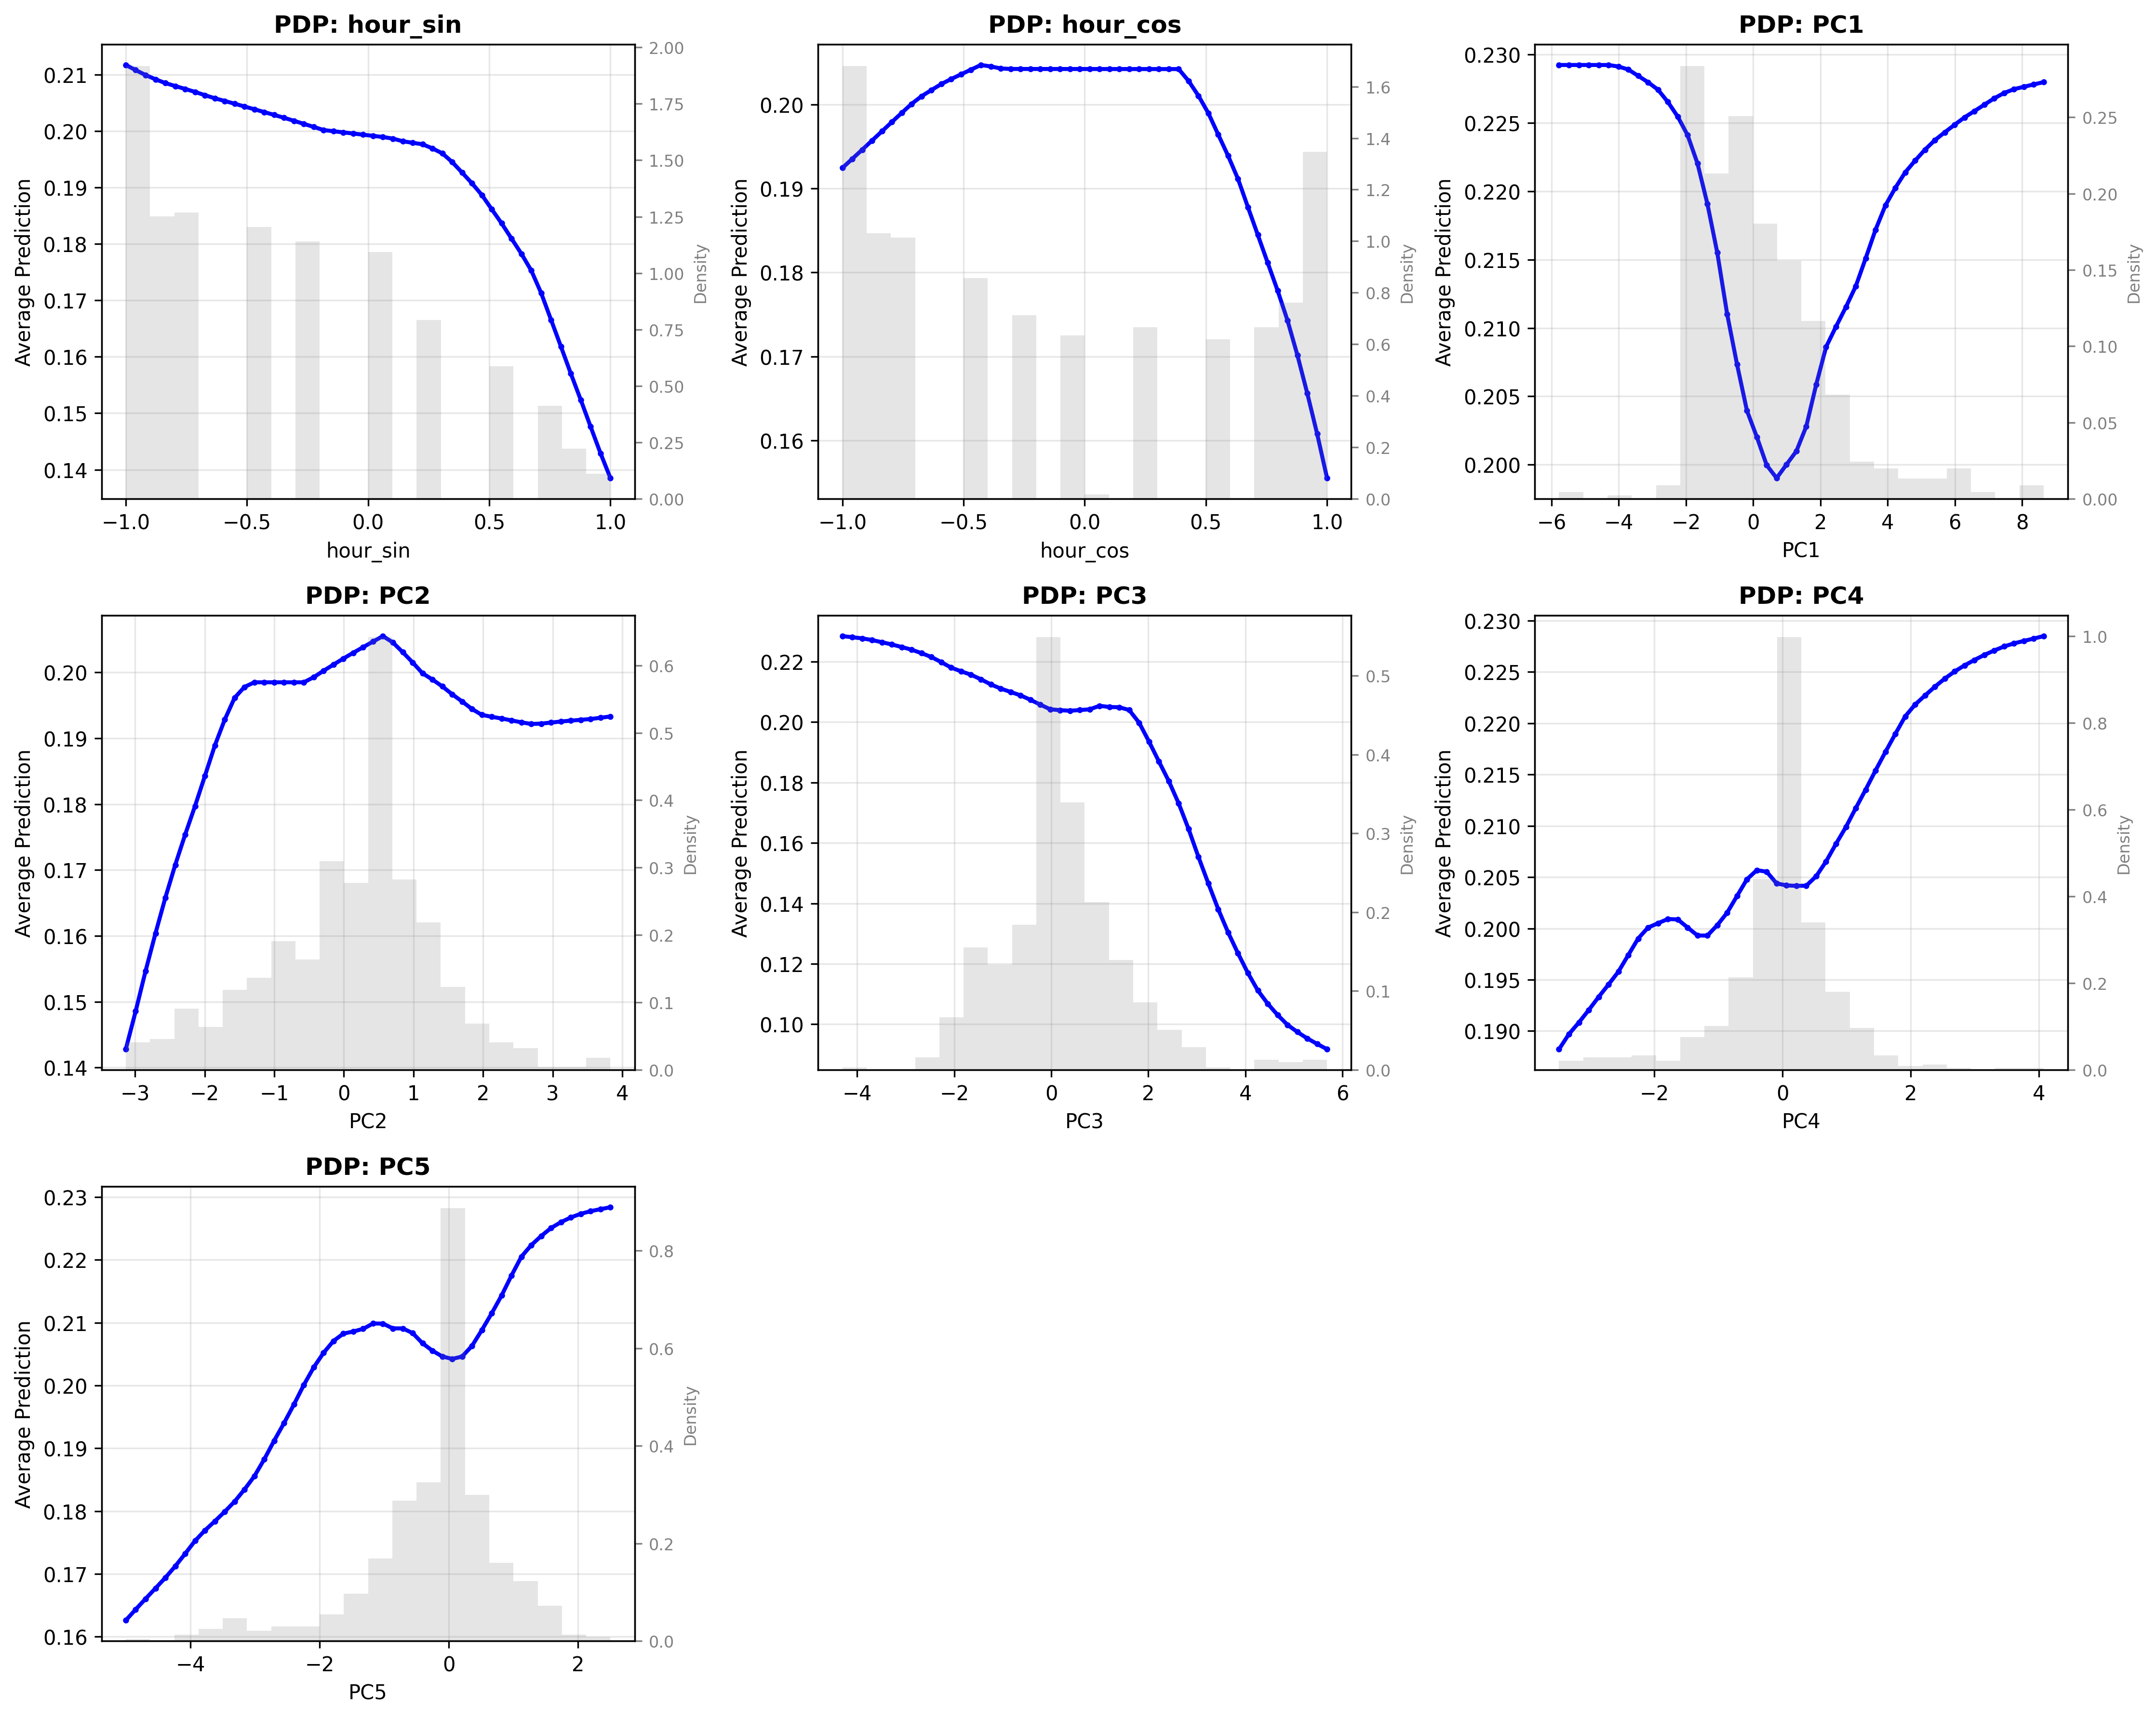 PDP: hour_sin
0.21
0.20
0.19
0.18
0.17
0.16
0.15
0.14
Average Prediction
2.00
1.75
1.50
1.25
1.00
0.75
0.50
0.25
0.00
Density
−1.0 −0.5 0.0 0.5 1.0
hour_sin
PDP: hour_cos
0.20
0.19
0.18
0.17
0.16
Average Prediction
1.6
1.4
1.2
1.0
0.8
0.6
0.4
0.2
0.0
Density
−1.0 −0.5 0.0 0.5 1.0
hour_cos
PDP: PC1
0.230
0.225
0.220
0.215
0.210
0.205
0.200
Average Prediction
0.25
0.20
0.15
0.10
0.05
0.00
Density
−6 −4 −2 0 2 4 6 8
PC1
PDP: PC2
0.20
0.19
0.18
0.17
0.16
0.15
0.14
Average Prediction
0.6
0.5
0.4
0.3
0.2
0.1
0.0
Density
−3 −2 −1 0 1 2 3 4
PC2
PDP: PC3
0.22
0.20
0.18
0.16
0.14
0.12
0.10
Average Prediction
0.5
0.4
0.3
0.2
0.1
0.0
Density
−4 −2 0 2 4 6
PC3
PDP: PC4
0.230
0.225
0.220
0.215
0.210
0.205
0.200
0.195
0.190
Average Prediction
1.0
0.8
0.6
0.4
0.2
0.0
Density
−2 0 2 4
PC4
PDP: PC5
0.23
0.22
0.21
0.20
0.19
0.18
0.17
0.16
Average Prediction
0.8
0.6
0.4
0.2
0.0
Density
−4 −2 0 2
PC5